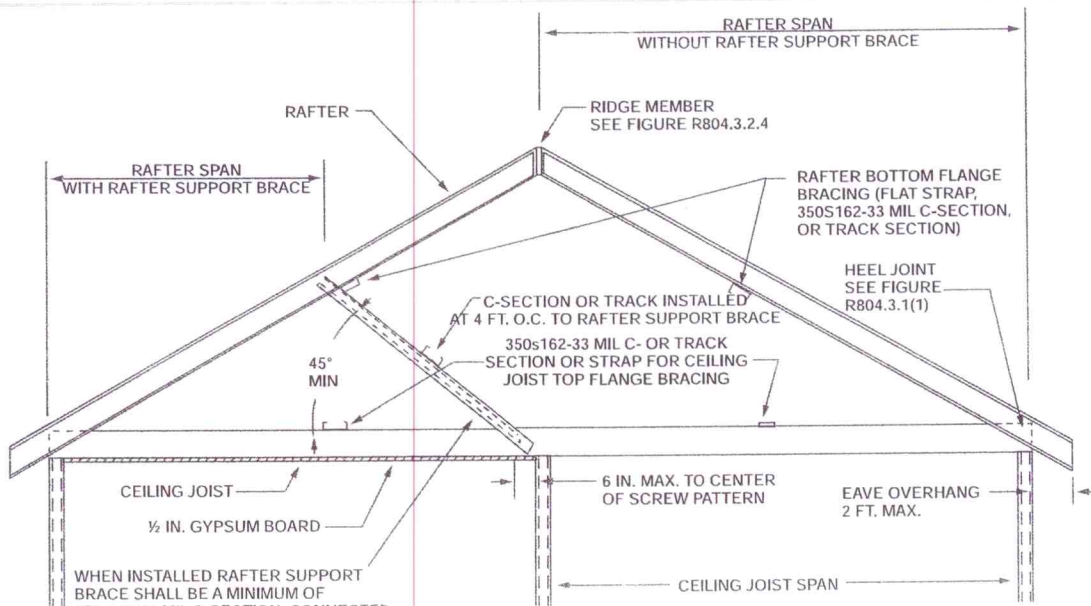 RAFTER SPAN
WITHOUT RAFTER SUPPORT BRACE
RAFTER
RIDGE MEMBER
SEE FIGURE R804.3.2.4
RAFTER SPAN
WITH RAFTER SUPPORT BRACE
RAFTER BOTTOM FLANGE
BRACING (FLAT STRAP,
350S162-33 MIL C-SECTION,
OR TRACK SECTION)
HEEL JOINT
SEE FIGURE
R804.3.1(1)
C-SECTION OR TRACK INSTALLED
AT 4 FT. O.C. TO RAFTER SUPPORT BRACE
350s162-33 MIL C- OR TRACK
SECTION OR STRAP FOR CEILING
JOIST TOP FLANGE BRACING
45°
MIN
CEILING JOIST
½ IN. GYPSUM BOARD
6 IN. MAX. TO CENTER
OF SCREW PATTERN
EAVE OVERHANG
2 FT. MAX.
WHEN INSTALLED RAFTER SUPPORT
BRACE SHALL BE A MINIMUM OF
CEILING JOIST SPAN